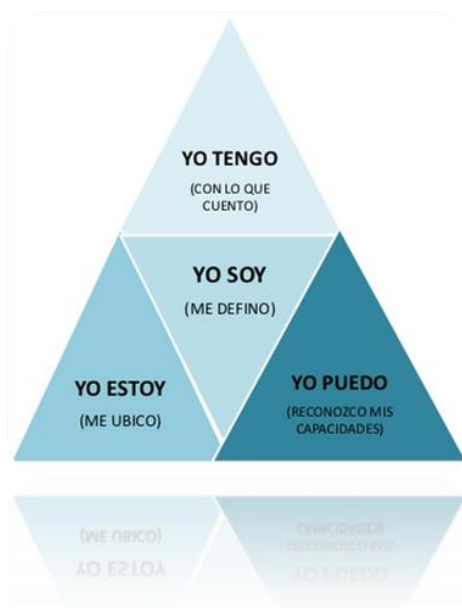 YO TENGO
(CON LO QUE
CUENTO)
YO SOY
(ME DEFINO)
YO ESTOY
(ME UBICO)
YO PUEDO
(RECONOZCO MIS
CAPACIDADES)